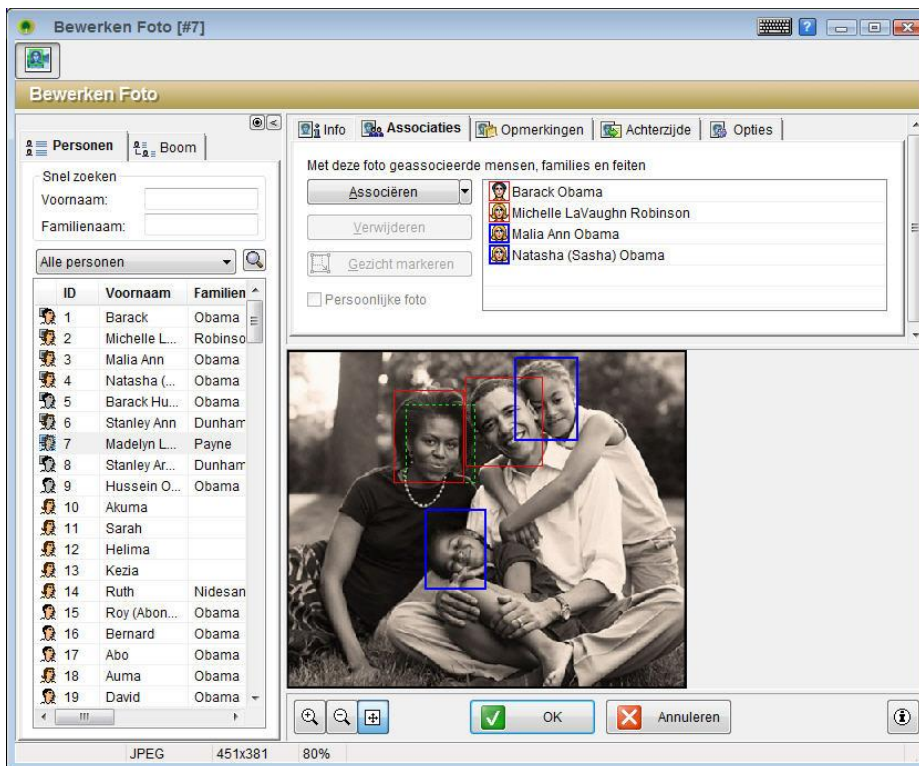 Bewerken Foto [#7]
Bewerken Foto
Personen
Boom
Snel zoeken
Voornaam:
Familienaam:
Alle personen
ID Voornaam Familien
1 Barack Obama
2 Michelle L... Robinso
3 Malia Ann Obama
4 Natasha (... Obama
5 Barack Hu... Obama
6 Stanley Ann Dunham
7 Madelyn L... Payne
8 Stanley Ar... Dunham
9 Hussein O... Obama
10 Akuma
11 Sarah
12 Helima
13 Kezia
14 Ruth Nidesan
15 Roy (Abon... Obama
16 Bernard Obama
17 Abo Obama
18 Auma Obama
19 David Obama
Info Associaties Opmerkingen Achterzijde Opties
Met deze foto geassocieerde mensen, families en feiten
Associëren
Verwijderen
Gezicht markeren
Persoonlijke foto
Barack Obama
Michelle LaVaughn Robinson
Malia Ann Obama
Natasha (Sasha) Obama
OK
Annuleren
JPEG 451x381 80%